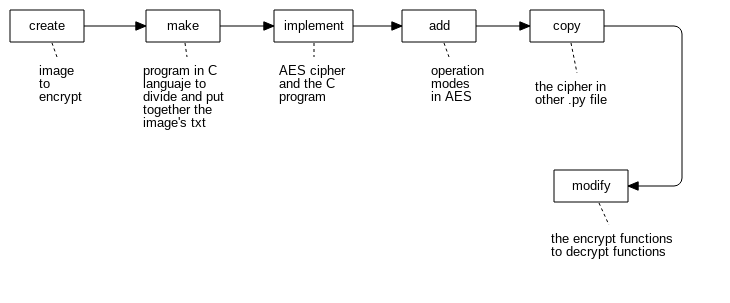 create
make
implement
add
copy
image
to
encrypt
program in C
languaje to
divide and put
together the
image's txt
AES cipher
and the C
program
operation
modes
in AES
the cipher in
other .py file
modify
the encrypt functions
to decrypt functions